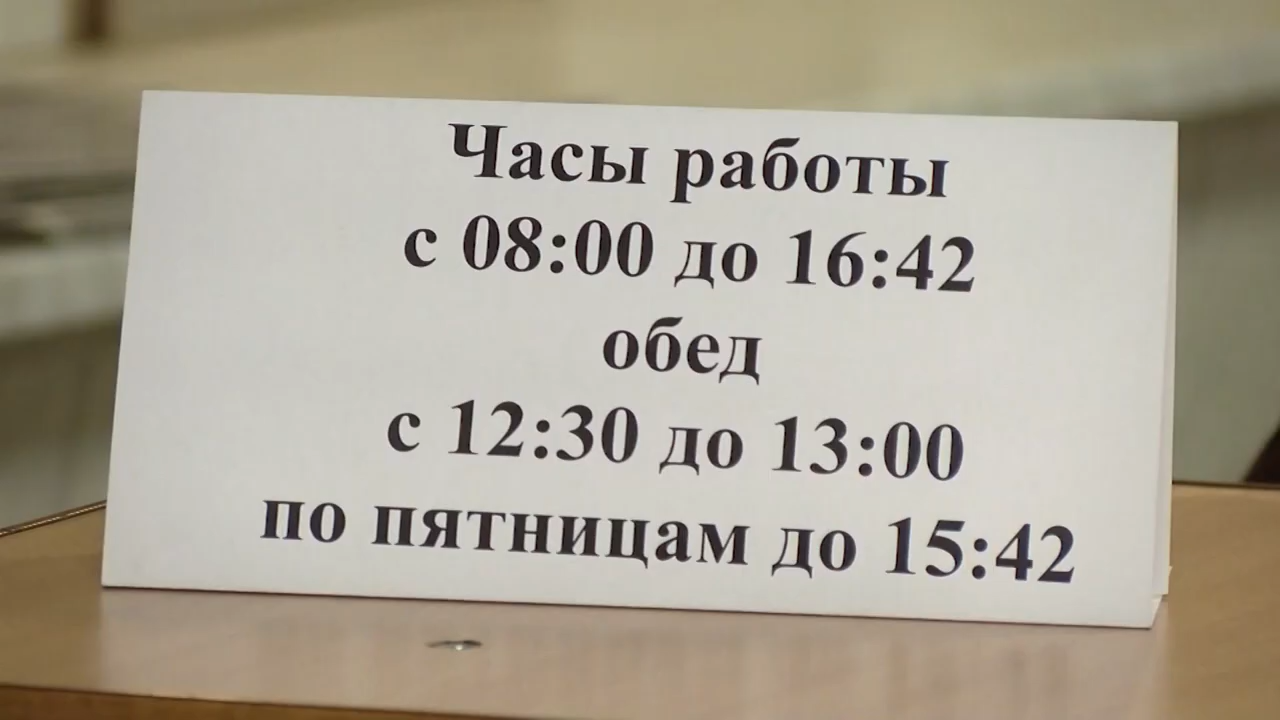 Часы работы
с 08:00 до 16:42
обед
с 12:30 до 13:00
по пятницам до 15:42